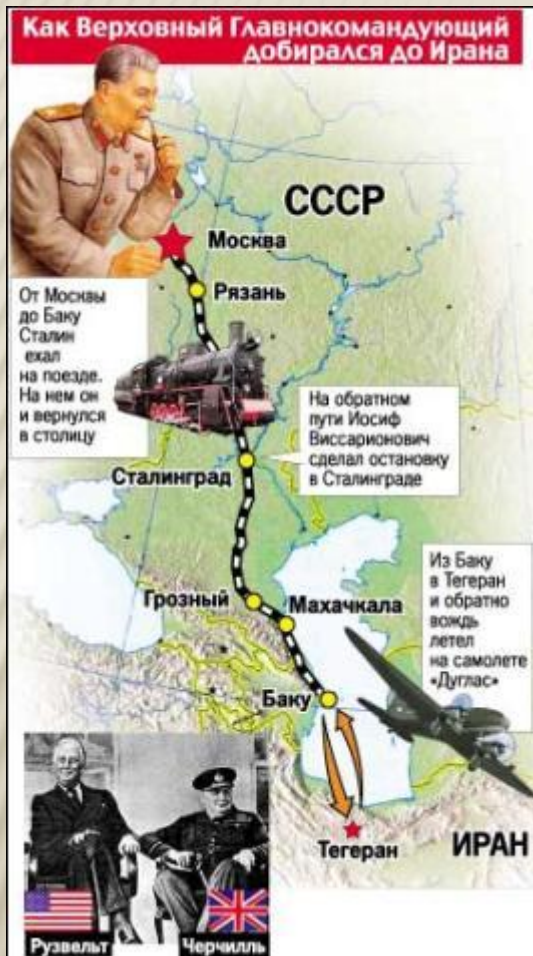 Как Верховный Главнокомандующий
добирался до Ирана
СССР
Москва
Рязань
От Москвы
до Баку
Сталин
ехал
на поезде.
На нем он
и вернулся
в столицу
На обратном
пути Иосиф
Виссарионович
сделал остановку
в Сталинграде
Сталинград
Из Баку
в Тегеран
и обратно
вождь
летел
на самолете
«Дуглас»
Грозный
Махачкала
Баку
Тегеран
ИРАН
Рузвельт
Черчилль